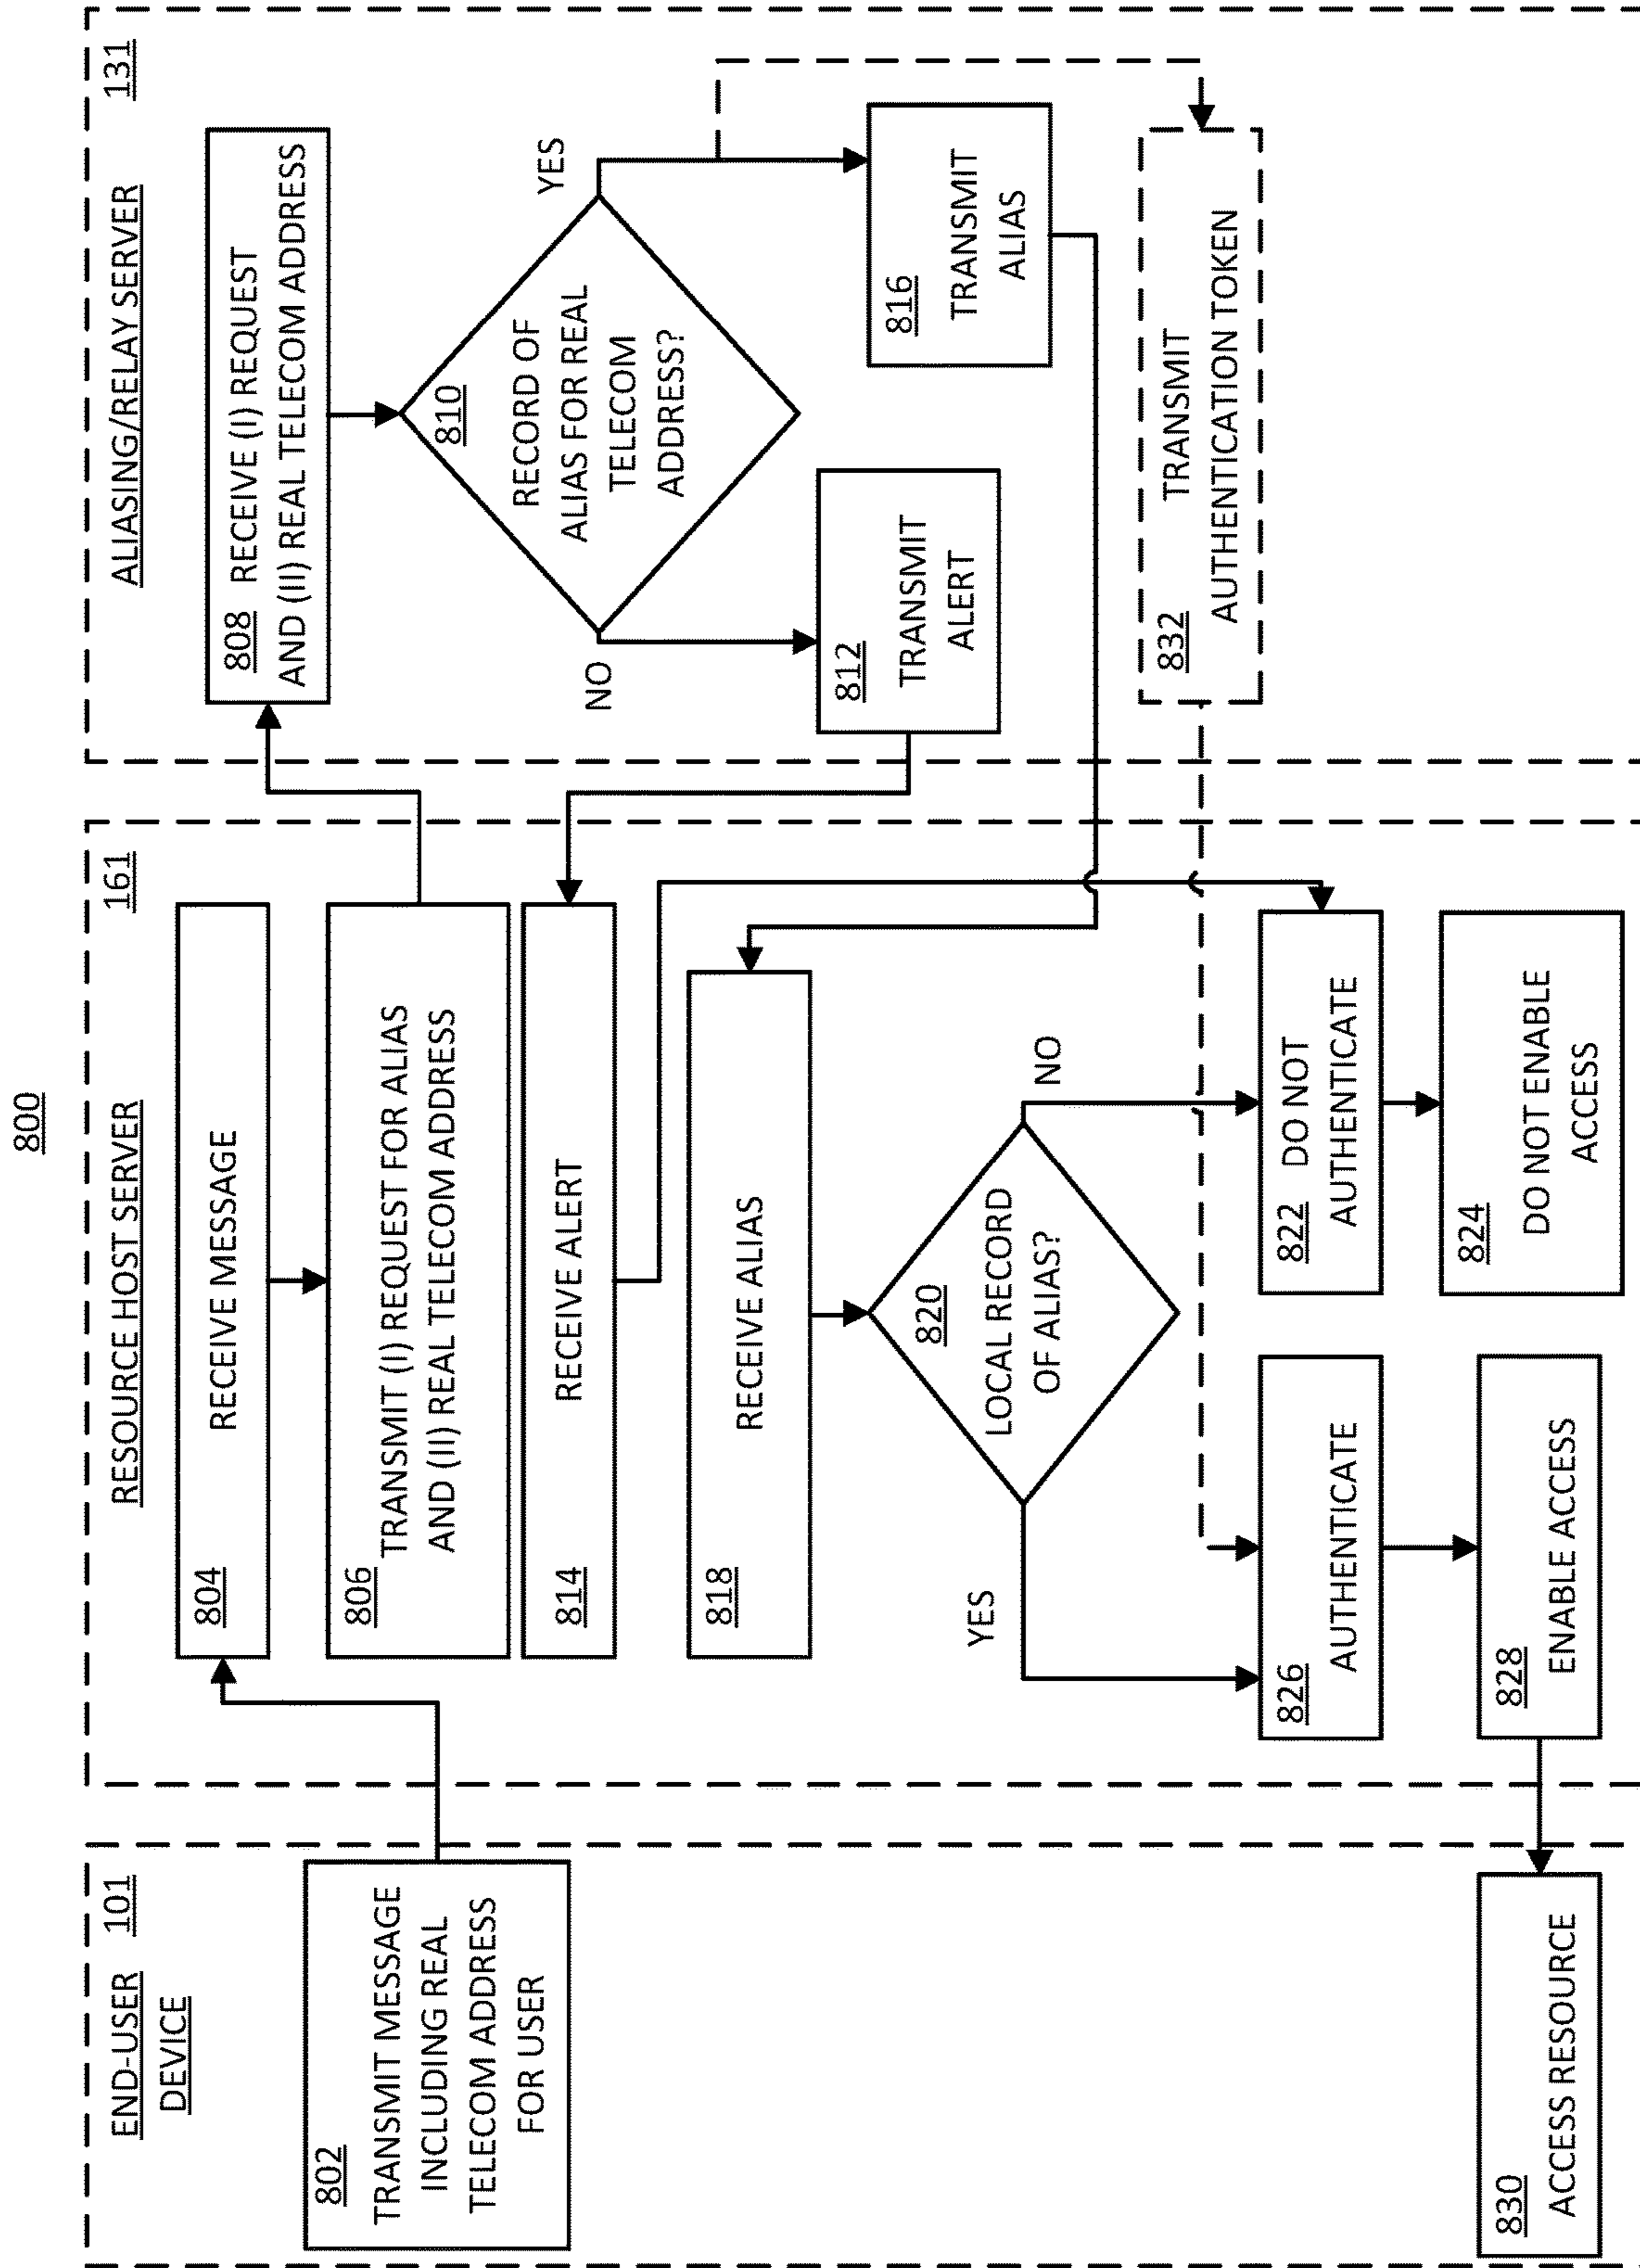 800
END-USER 101
DEVICE
802
TRANSMIT MESSAGE
INCLUDING REAL
TELECOM ADDRESS
FOR USER
830
ACCESS RESOURCE
RESOURCE HOST SERVER 161
804
RECEIVE MESSAGE
806
TRANSMIT (I) REQUEST FOR ALIAS
AND (II) REAL TELECOM ADDRESS
814
RECEIVE ALERT
818
RECEIVE ALIAS
820
LOCAL RECORD
OF ALIAS?
YES
NO
826
AUTHENTICATE
822 DO NOT
AUTHENTICATE
828
ENABLE ACCESS
824
DO NOT ENABLE
ACCESS
ALIASING/RELAY SERVER 131
808 RECEIVE (I) REQUEST
AND (II) REAL TELECOM ADDRESS
810
RECORD OF
ALIAS FOR REAL
TELECOM
ADDRESS?
NO
YES
812
TRANSMIT
ALERT
816
TRANSMIT
ALIAS
832
TRANSMIT
AUTHENTICATION TOKEN